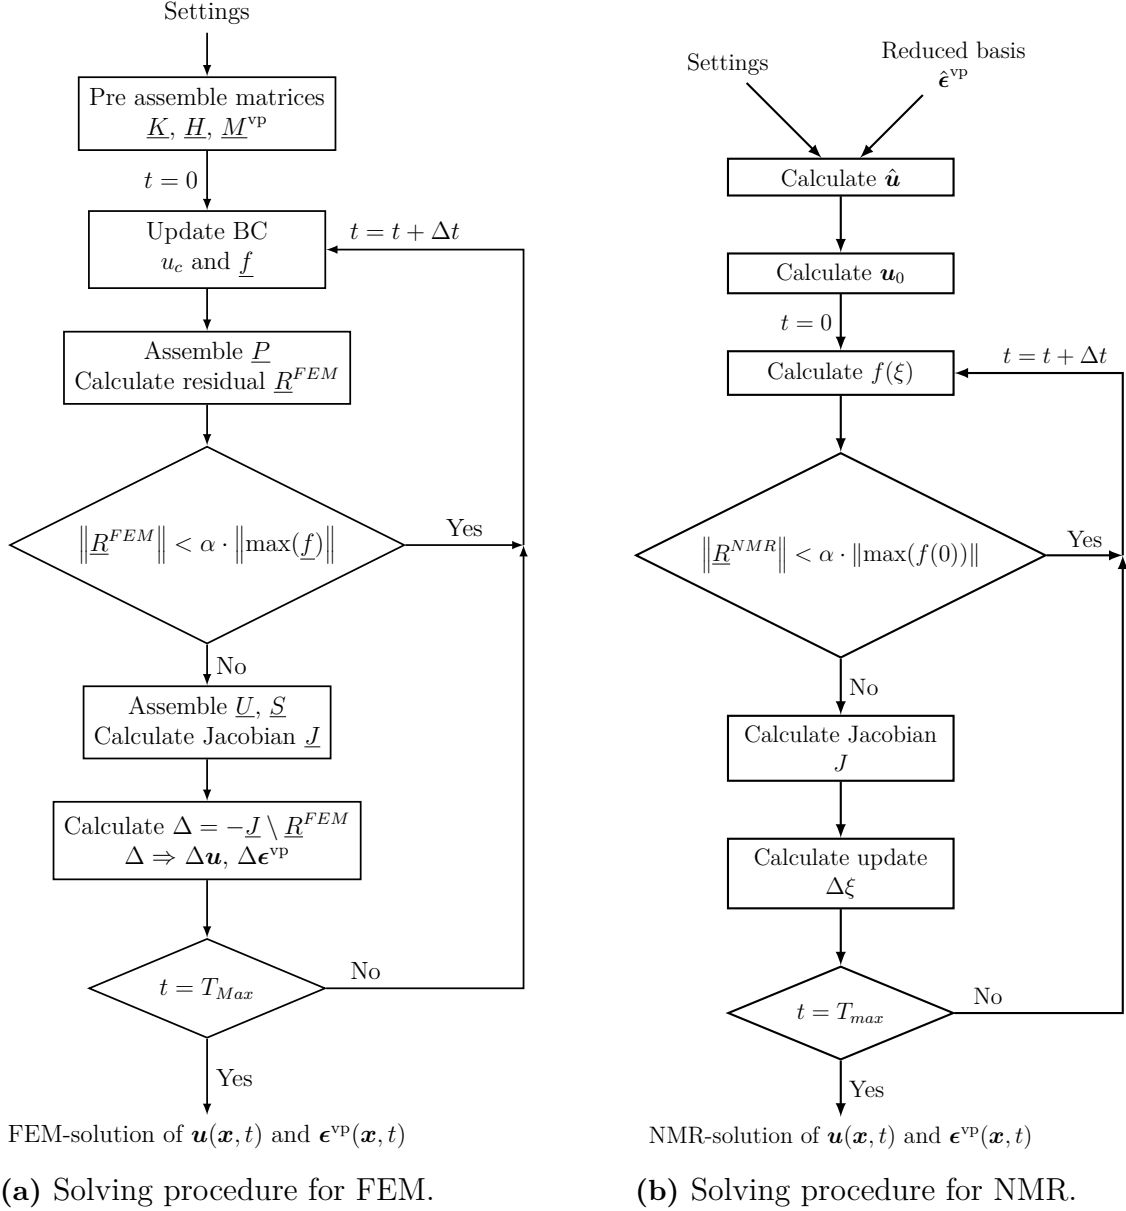 Settings
Pre assemble matrices
K, H, M^vp
t = 0
Update BC
u_c and f
t = t + Δt
Assemble P
Calculate residual R^FEM
‖R^FEM‖ < α · ‖max(f)‖
Yes
No
Assemble U, S
Calculate Jacobian J
Calculate Δ = −J \ R^FEM
Δ ⇒ Δu, Δϵ^vp
t = T_Max
No
Yes
FEM-solution of u(x, t) and ϵ^vp(x, t)
(a) Solving procedure for FEM.
Settings
Reduced basis
ϵ̂^vp
Calculate û
Calculate u_0
t = 0
Calculate f(ξ)
t = t + Δt
‖R^NMR‖ < α · ‖max(f(0))‖
Yes
No
Calculate Jacobian
J
Calculate update
Δξ
t = T_max
No
Yes
NMR-solution of u(x, t) and ϵ^vp(x, t)
(b) Solving procedure for NMR.